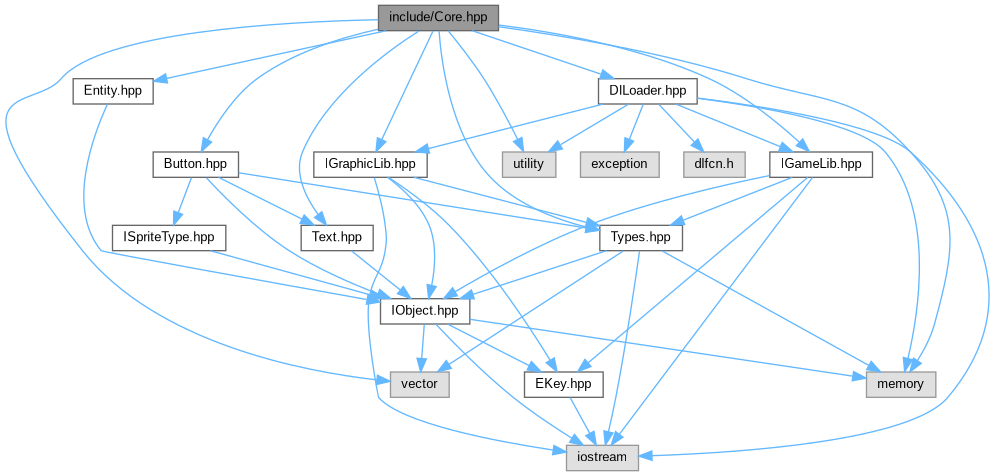 include/Core.hpp
Entity.hpp
DlLoader.hpp
Button.hpp
IGraphicLib.hpp
utility
exception
dlfcn.h
IGameLib.hpp
ISpriteType.hpp
Text.hpp
Types.hpp
IObject.hpp
vector
EKey.hpp
memory
iostream